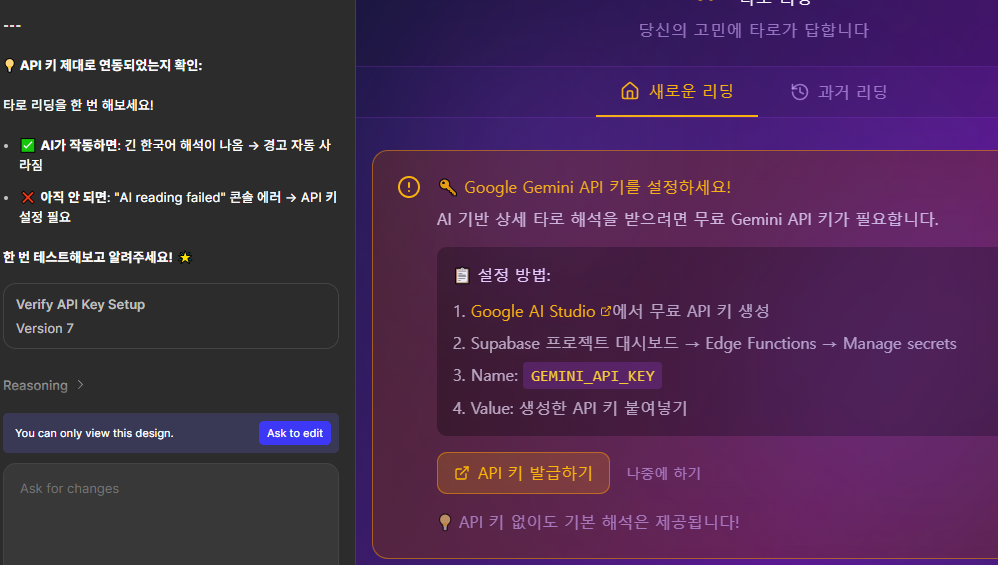 ---
💡 API 키 제대로 연동되었는지 확인:
타로 리딩을 한 번 해보세요!
• ✅ AI가 작동하면: 긴 한국어 해석이 나옴 → 경고 자동 사
라짐
• ❌ 아직 안 되면: "AI reading failed" 콘솔 에러 → API 키
설정 필요
한 번 테스트해보고 알려주세요! ⭐
Verify API Key Setup
Version 7
Reasoning >
You can only view this design.
Ask to edit
Ask for changes
타로 리딩
당신의 고민에 타로가 답합니다
새로운 리딩
과거 리딩
🔑 Google Gemini API 키를 설정하세요!
AI 기반 상세 타로 해석을 받으려면 무료 Gemini API 키가 필요합니다.
📋 설정 방법:
1. Google AI Studio에서 무료 API 키 생성
2. Supabase 프로젝트 대시보드 → Edge Functions → Manage secrets
3. Name: GEMINI_API_KEY
4. Value: 생성한 API 키 붙여넣기
API 키 발급하기
나중에 하기
💡 API 키 없이도 기본 해석은 제공됩니다!